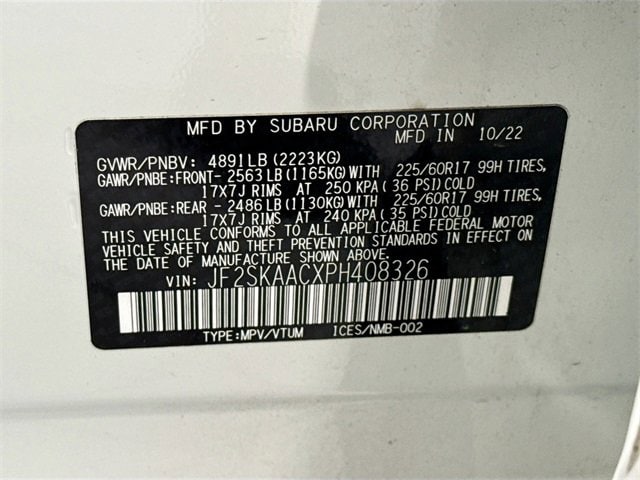 MFD BY SUBARU CORPORATION
MFD IN 10/22
GVWR/PNBV: 4891LB(2223KG)
GAWR/PNBE:FRONT- 2563LB(1165KG)WITH 225/60R17 99H TIRES,
17X7J RIMS AT 250 KPA(36 PSI)COLD
GAWR/PNBE:REAR -2486LB(1130KG)WITH 225/60R17 99H TIRES,
17X7J RIMS AT 240 KPA(35 PSI)COLD
THIS VEHICLE CONFORMS TO ALL APPLICABLE FEDERAL MOTOR
VEHICLE SAFETY AND THEFT PREVENTION STANDARDS IN EFFECT ON
THE DATE OF MANUFACTURE SHOWN ABOVE.
VIN: JF2SKAACXPH408326
TYPE:MPV/VTUM ICES/NMB-002